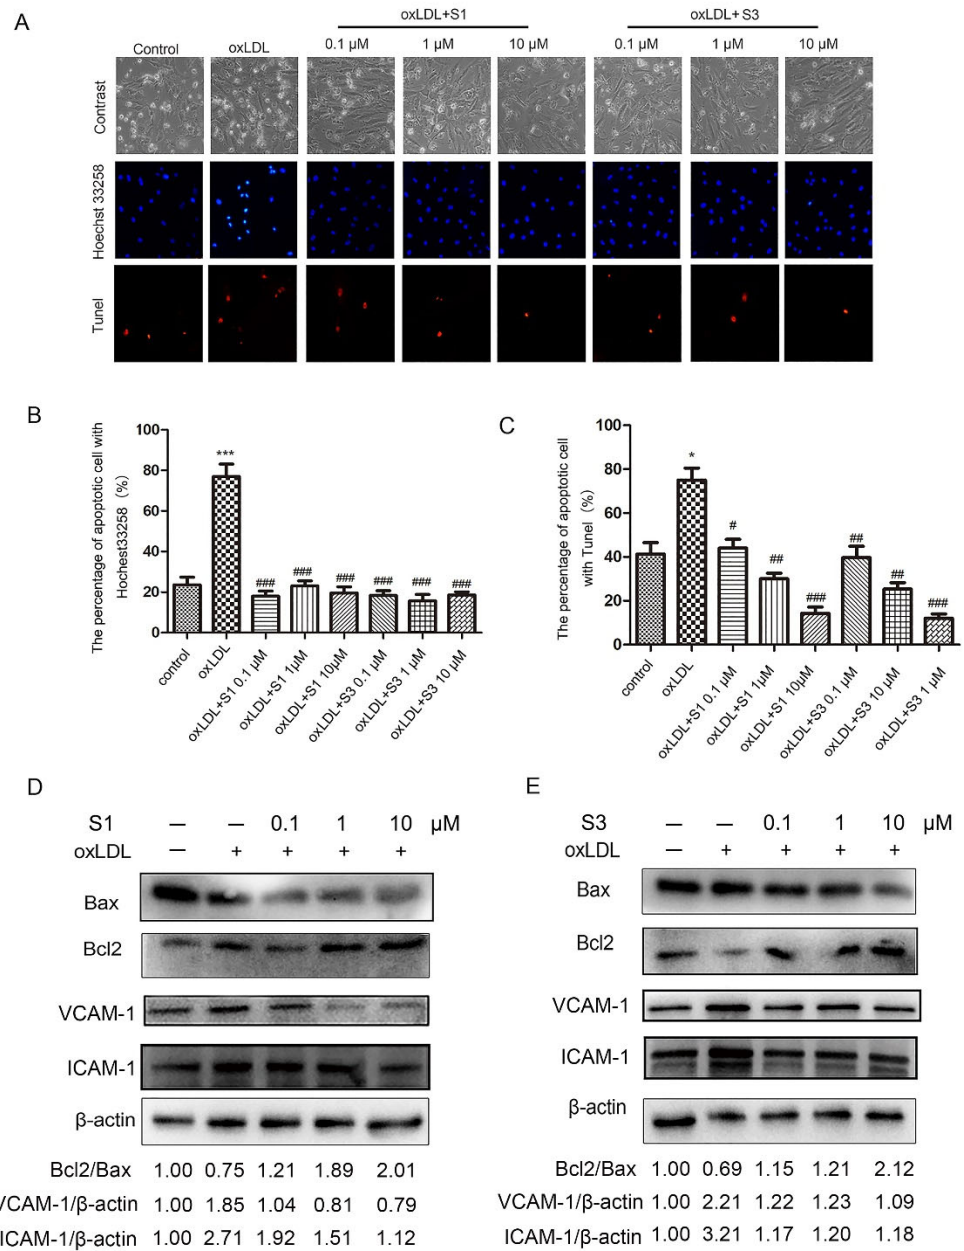 A
oxLDL+S1
oxLDL+S3
Control
oxLDL
0.1 µM
1 µM
10 µM
0.1 µM
1 µM
10 µM
Contrast
Hoechst 33258
Tunel
B
The percentage of apoptotic cell with
Hochest33258 (%)
100
80
60
40
20
0
***
###
###
###
###
###
###
control
oxLDL
oxLDL+S1 0.1 µM
oxLDL+S1 1µM
oxLDL+S1 10µM
oxLDL+S3 0.1 µM
oxLDL+S3 1 µM
oxLDL+S3 10 µM
C
The percentage of apoptotic cell
with Tunel (%)
100
80
60
40
20
0
*
#
##
###
##
##
###
control
oxLDL
oxLDL+S1 0.1 µM
oxLDL+S1 1µM
oxLDL+S1 10µM
oxLDL+S3 0.1 µM
oxLDL+S3 10 µM
oxLDL+S3 1 µM
D
S1 — — 0.1 1 10 µM
oxLDL — + + + +
Bax
Bcl2
VCAM-1
ICAM-1
β-actin
Bcl2/Bax 1.00 0.75 1.21 1.89 2.01
VCAM-1/β-actin 1.00 1.85 1.04 0.81 0.79
ICAM-1/β-actin 1.00 2.71 1.92 1.51 1.12
E
S3 — — 0.1 1 10 µM
oxLDL — + + + +
Bax
Bcl2
VCAM-1
ICAM-1
β-actin
Bcl2/Bax 1.00 0.69 1.15 1.21 2.12
VCAM-1/β-actin 1.00 2.21 1.22 1.23 1.09
ICAM-1/β-actin 1.00 3.21 1.17 1.20 1.18